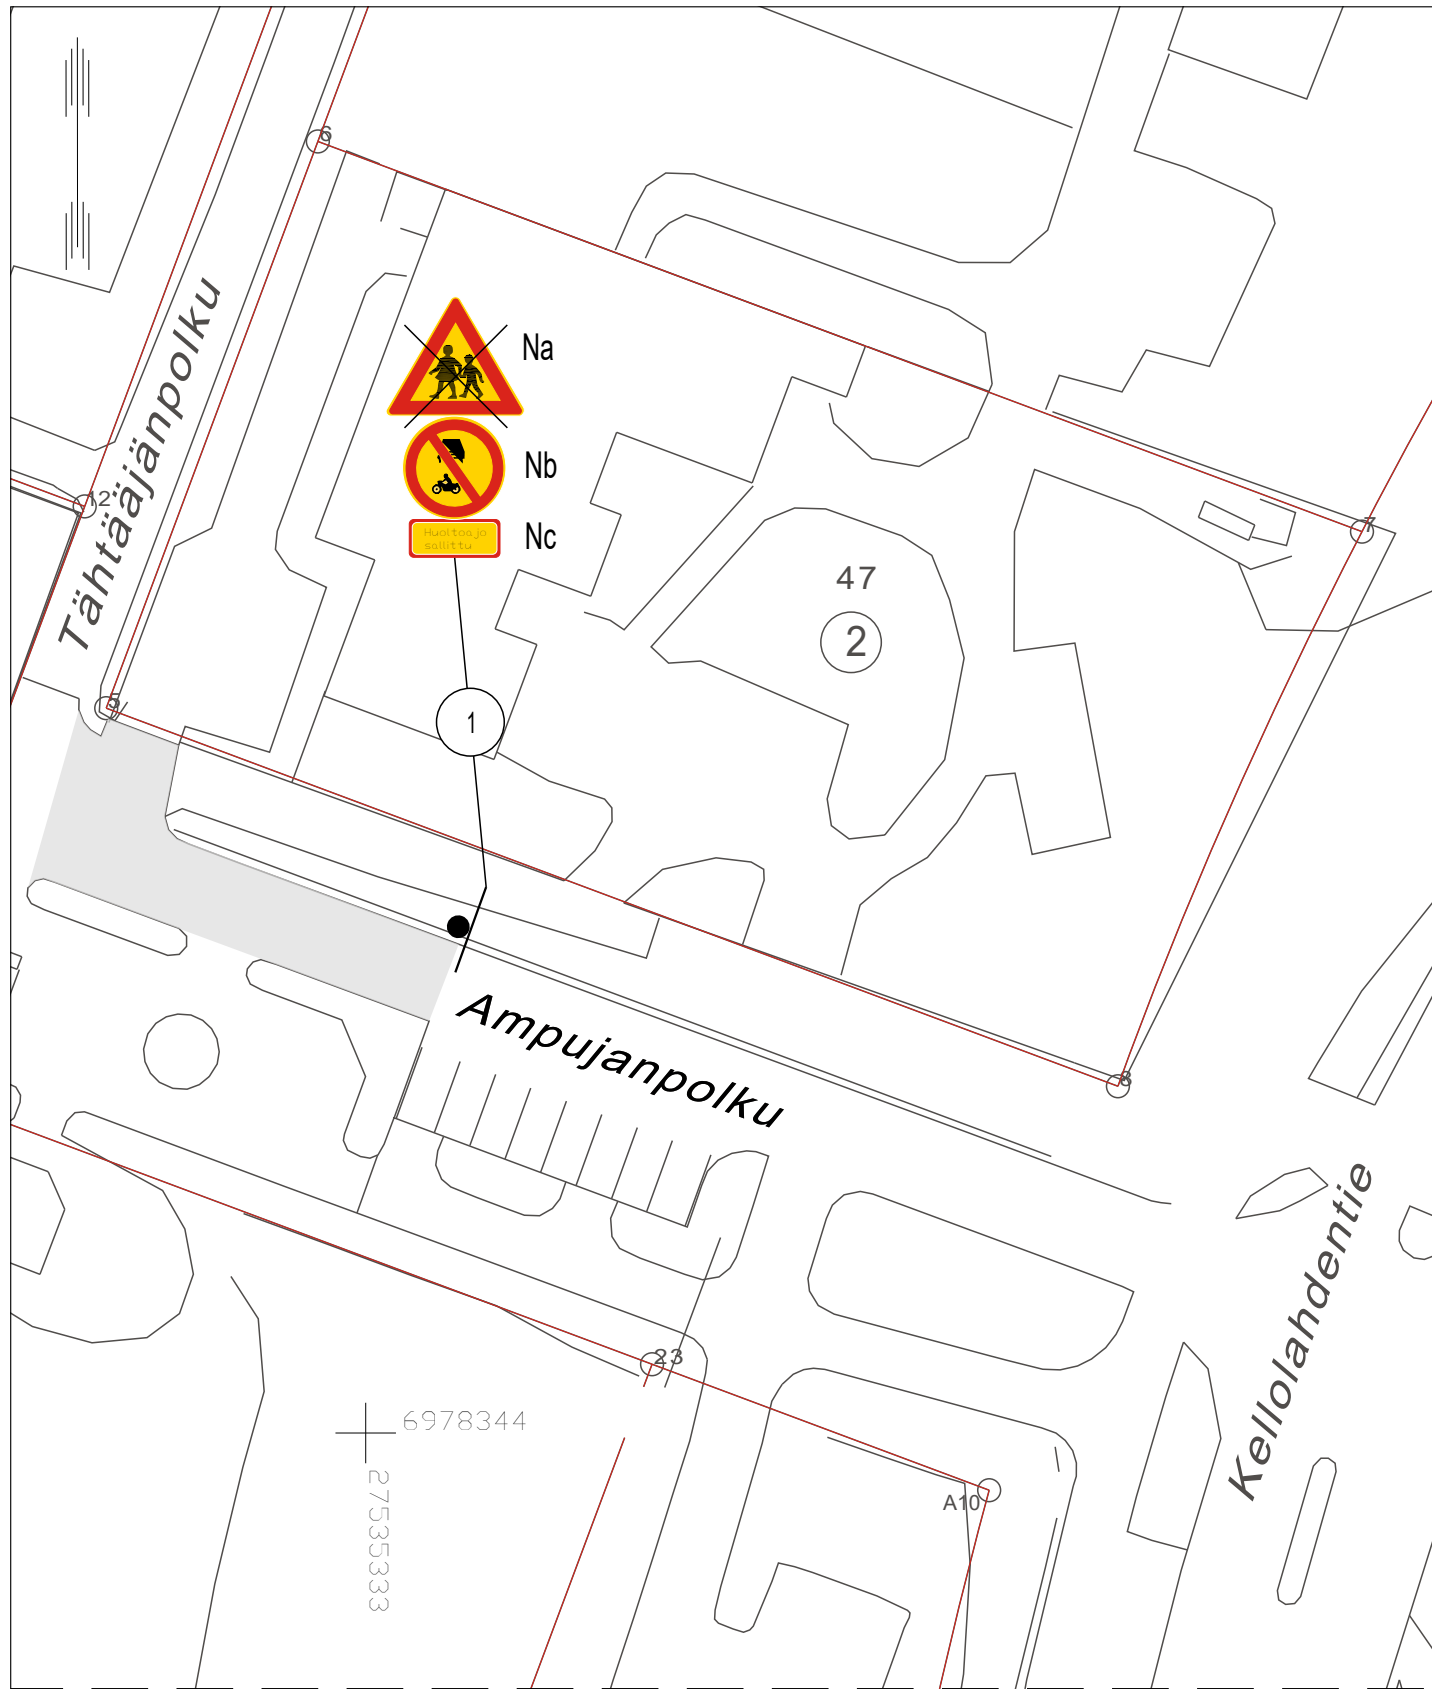 6
Na
Nb
Huoltoajo
sallittu
Nc
Tähtääjänpolku
12
7
47
2
5
1
Ampujanpolku
8
Kellolahdentie
23
6978344
27535333
A10